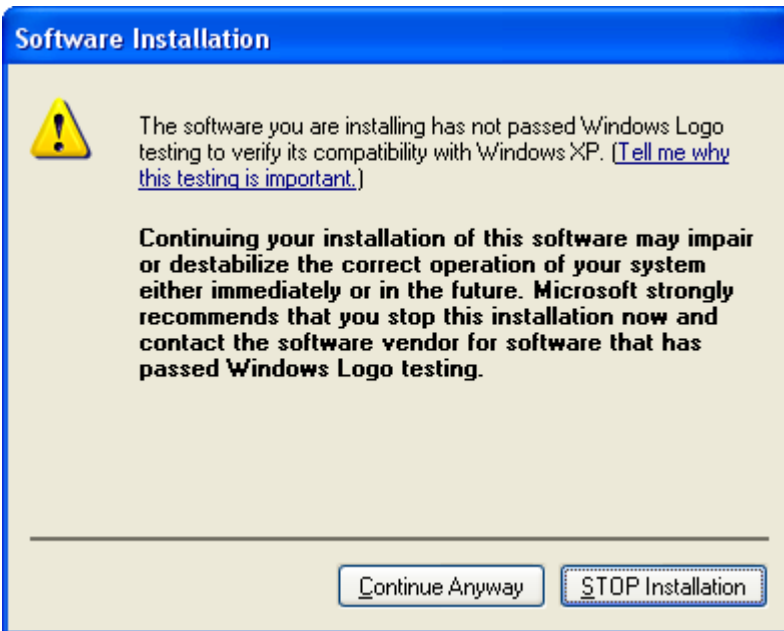 Software Installation
The software you are installing has not passed Windows Logo
testing to verify its compatibility with Windows XP. (Tell me why
this testing is important.)
Continuing your installation of this software may impair
or destabilize the correct operation of your system
either immediately or in the future. Microsoft strongly
recommends that you stop this installation now and
contact the software vendor for software that has
passed Windows Logo testing.
Continue Anyway
STOP Installation